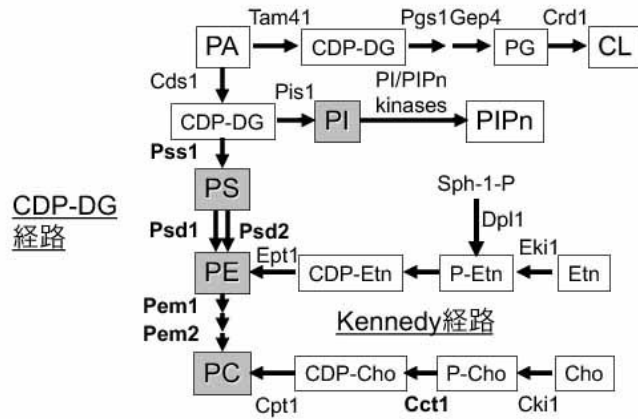 Tam41 Pgs1 Gep4 Crd1
PA CDP-DG PG CL
Cds1 Pis1 PI/PIPn
kinases
CDP-DG PI PIPn
Pss1
PS
Sph-1-P
CDP-DG
経路
Psd1 Psd2 Dpl1
Ept1 Eki1
PE CDP-Etn P-Etn Etn
Pem1
Kennedy経路
Pem2
PC CDP-Cho P-Cho Cho
Cpt1 Cct1 Cki1